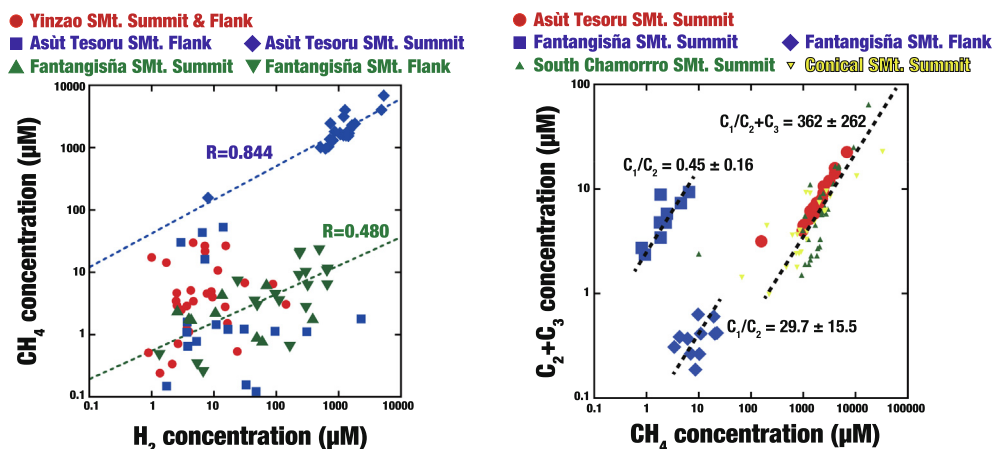 Yinzao SMt. Summit & Flank
Asùt Tesoru SMt. Flank
Asùt Tesoru SMt. Summit
Fantangisña SMt. Summit
Fantangisña SMt. Flank
10000
1000
100
10
1
0.1
CH4 concentration (µM)
R=0.844
R=0.480
0.1
1
10
100
1000
10000
H2 concentration (µM)
Asùt Tesoru SMt. Summit
Fantangisña SMt. Summit
Fantangisña SMt. Flank
South Chamorrro SMt. Summit
Conical SMt. Summit
100
10
1
0.1
C2+C3 concentration (µM)
C1/C2+C3 = 362 ± 262
C1/C2 = 0.45 ± 0.16
C1/C2 = 29.7 ± 15.5
0.1
1
10
100
1000
10000
100000
CH4 concentration (µM)